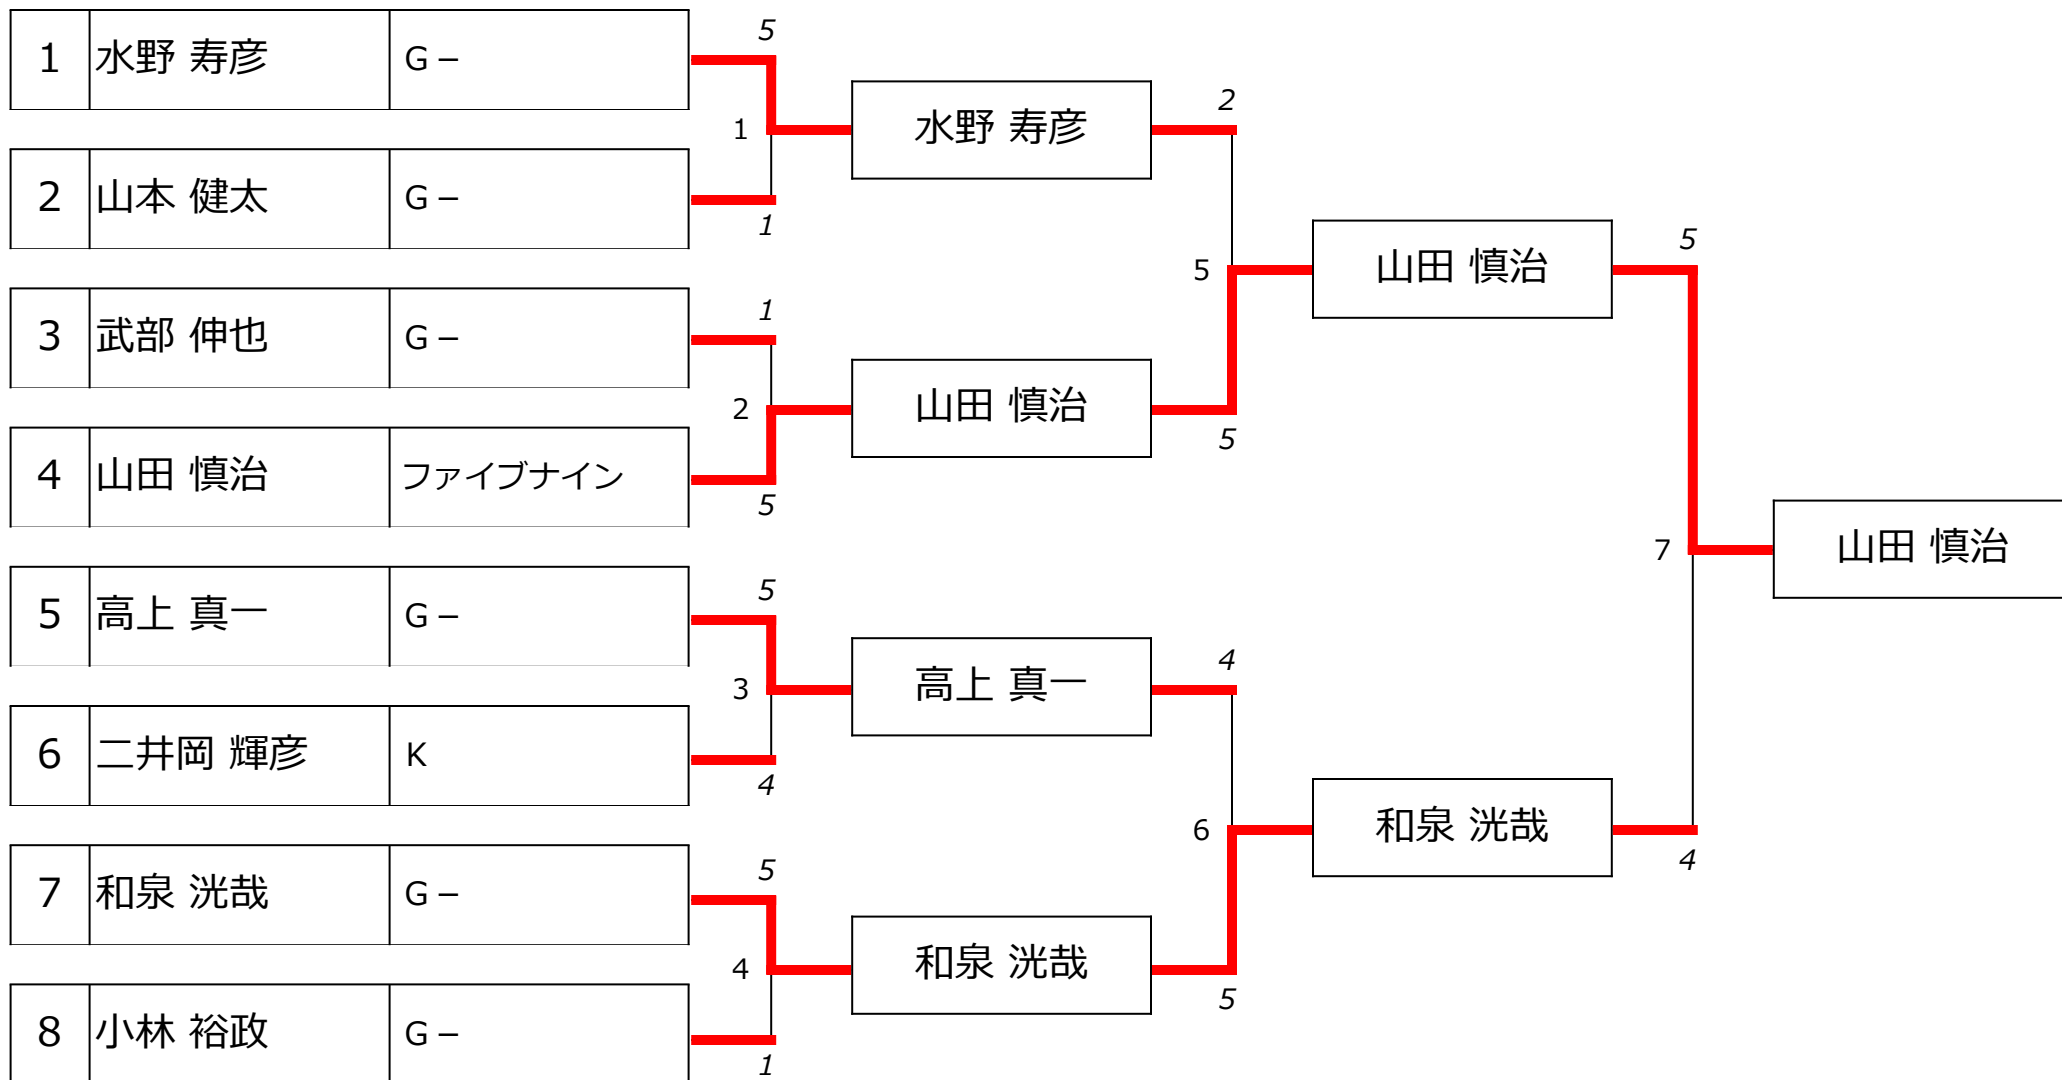 5
1 水野 寿彦 G –
2
1 水野 寿彦
2 山本 健太 G –
1
5
1
5 山田 慎治
3 武部 伸也 G –
2 山田 慎治
4 山田 慎治 ファイブナイン
5
5
7 山田 慎治
5 高上 真一 G –
5
4
3 高上 真一
6 二井岡 輝彦 K
4
6 和泉 洸哉
4
7 和泉 洸哉 G –
5
4 和泉 洸哉
5
8 小林 裕政 G –
1